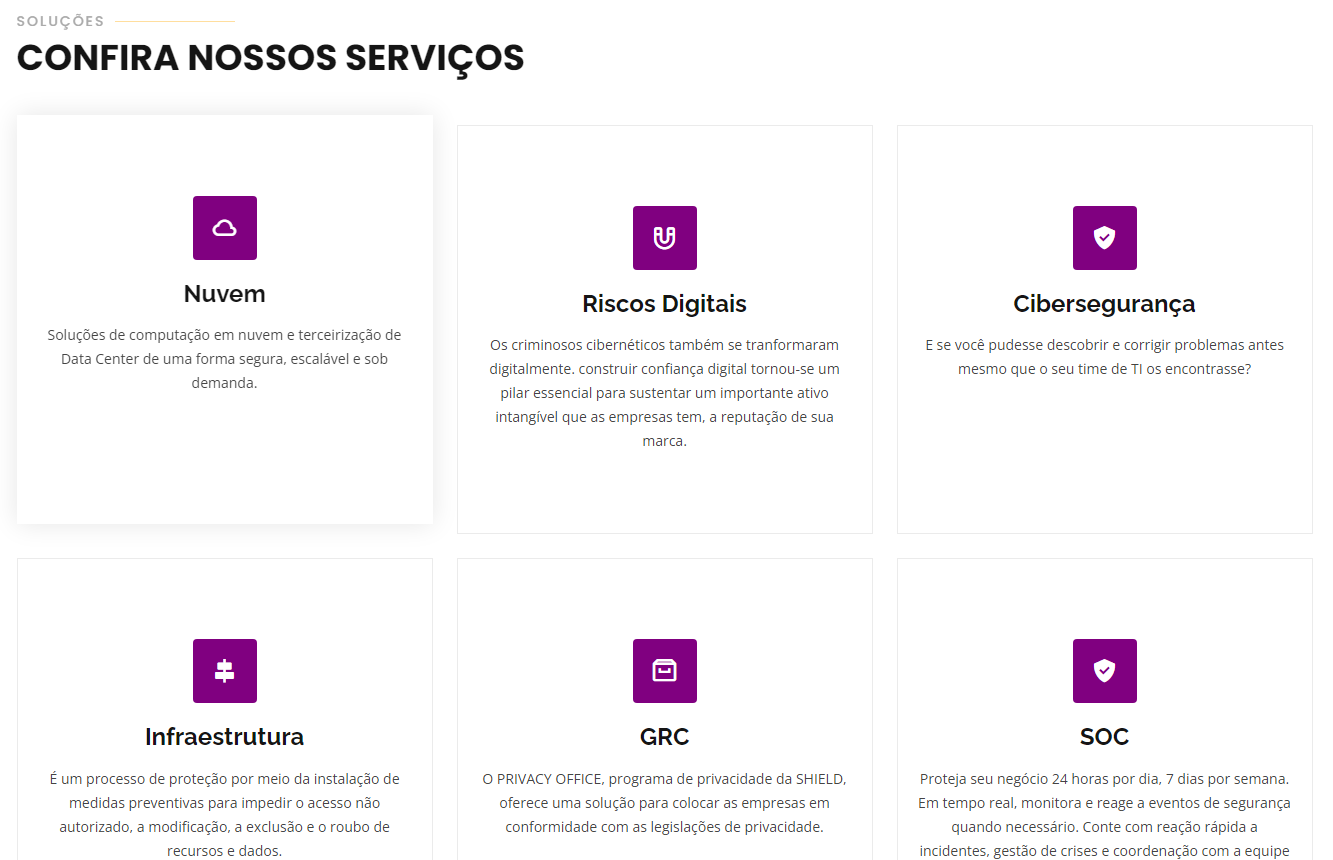 SOLUÇÕES
CONFIRA NOSSOS SERVIÇOS
Nuvem
Soluções de computação em nuvem e terceirização de
Data Center de uma forma segura, escalável e sob
demanda.
Riscos Digitais
Os criminosos cibernéticos também se tranformaram
digitalmente. construir confiança digital tornou-se um
pilar essencial para sustentar um importante ativo
intangível que as empresas tem, a reputação de sua
marca.
Cibersegurança
E se você pudesse descobrir e corrigir problemas antes
mesmo que o seu time de TI os encontrasse?
Infraestrutura
É um processo de proteção por meio da instalação de
medidas preventivas para impedir o acesso não
autorizado, a modificação, a exclusão e o roubo de
recursos e dados.
GRC
O PRIVACY OFFICE, programa de privacidade da SHIELD,
oferece uma solução para colocar as empresas em
conformidade com as legislações de privacidade.
SOC
Proteja seu negócio 24 horas por dia, 7 dias por semana.
Em tempo real, monitora e reage a eventos de segurança
quando necessário. Conte com reação rápida a
incidentes, gestão de crises e coordenação com a equipe